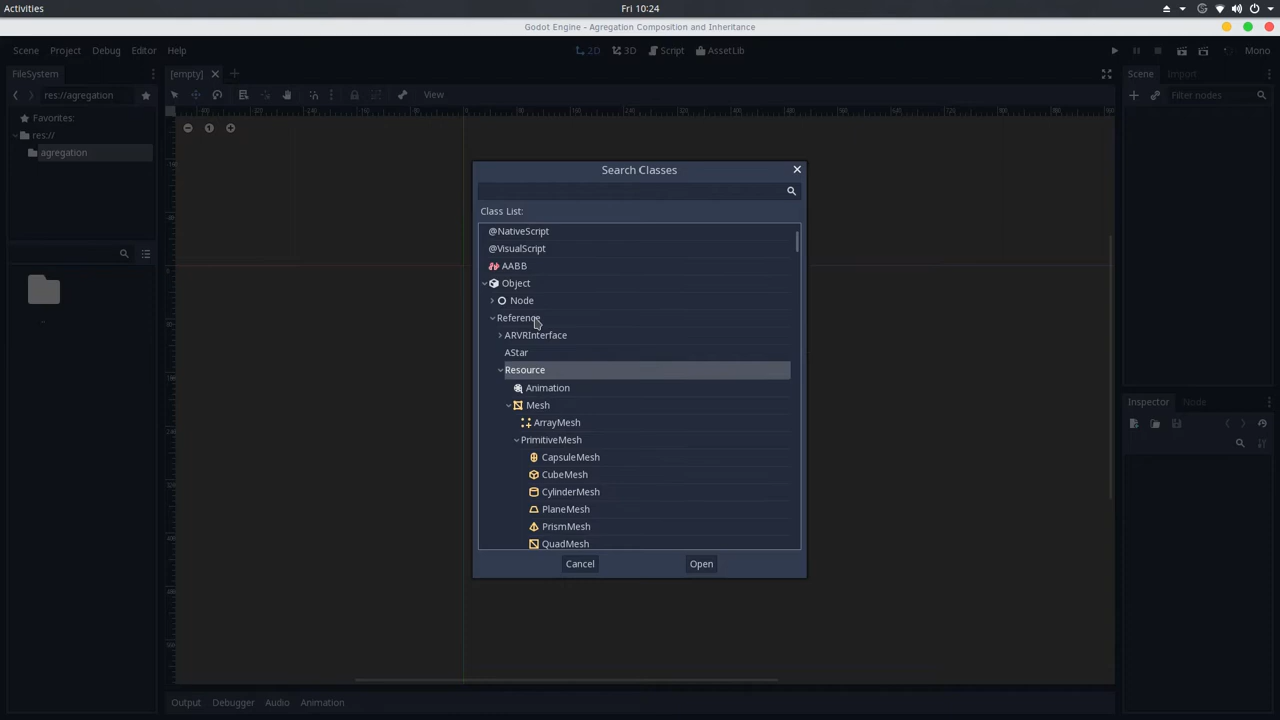 Activities
Fri 10:24
Godot Engine - Agregation Composition and Inheritance
Scene Project Debug Editor Help
2D 3D Script AssetLib
Mono
FileSystem
[empty]
Scene Import
res://agregation
View
Filter nodes
Favorites:
res://
agregation
Search Classes
Class List:
@NativeScript
@VisualScript
AABB
Object
Node
Reference
ARVRInterface
AStar
Resource
Animation
Mesh
ArrayMesh
PrimitiveMesh
CapsuleMesh
CubeMesh
CylinderMesh
PlaneMesh
PrismMesh
QuadMesh
Cancel Open
Inspector Node
Output Debugger Audio Animation